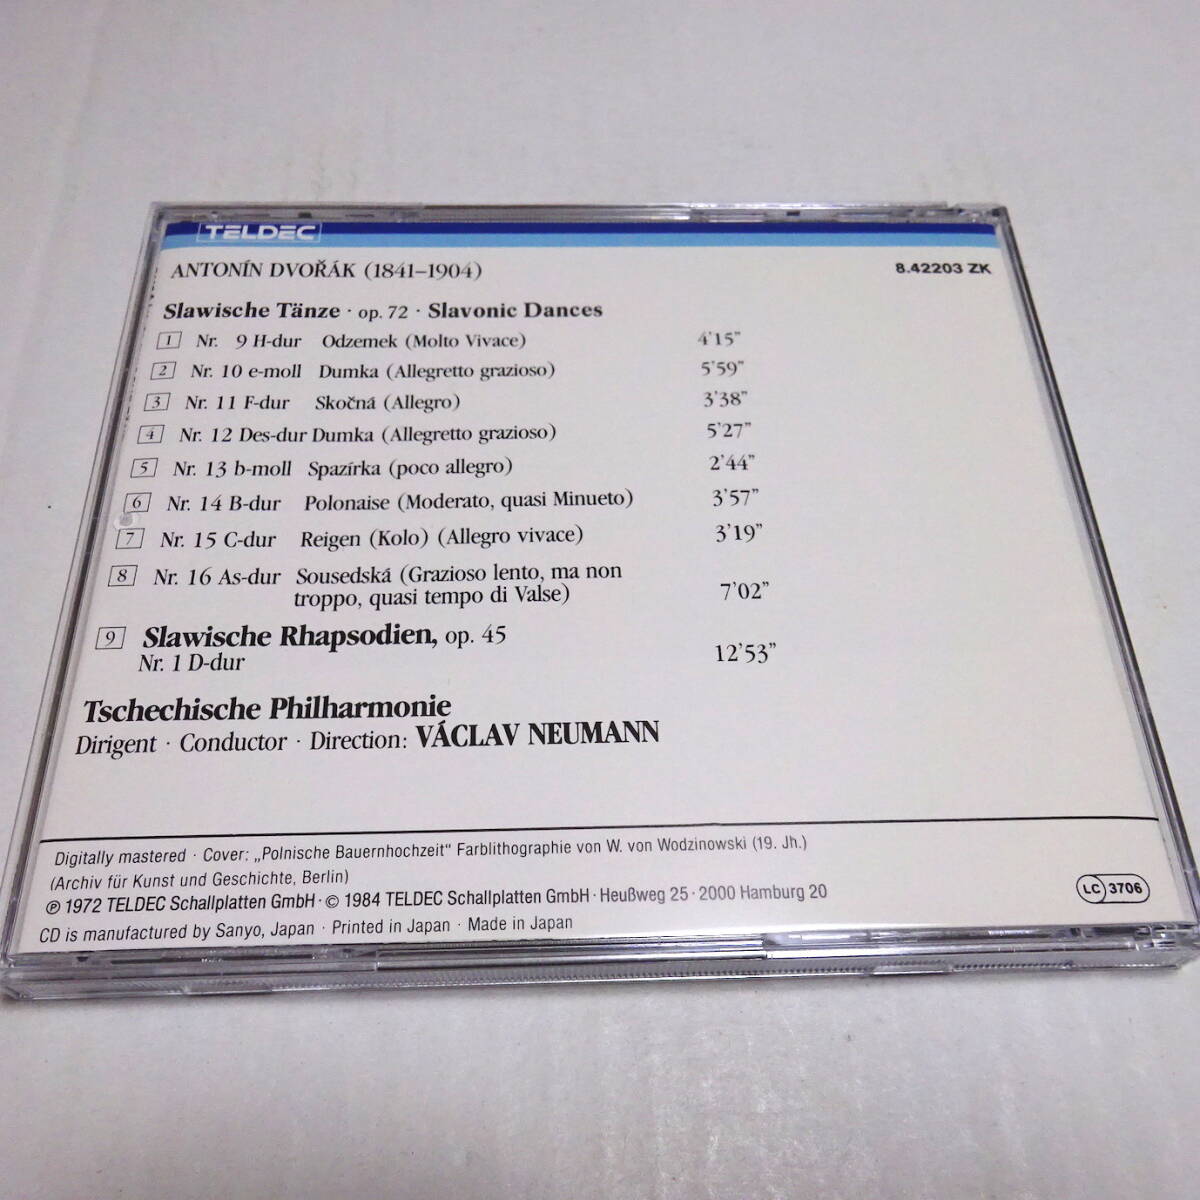 TELDEC
ANTONÍN DVOŘÁK (1841–1904) 8.42203 ZK
Slawische Tänze · op. 72 · Slavonic Dances
1 Nr. 9 H-dur Odzemek (Molto Vivace) 4'15"
2 Nr. 10 e-moll Dumka (Allegretto grazioso) 5'59"
3 Nr. 11 F-dur Skočná (Allegro) 3'38"
4 Nr. 12 Des-dur Dumka (Allegretto grazioso) 5'27"
5 Nr. 13 b-moll Spazírka (poco allegro) 2'44"
6 Nr. 14 B-dur Polonaise (Moderato, quasi Minueto) 3'57"
7 Nr. 15 C-dur Reigen (Kolo) (Allegro vivace) 3'19"
8 Nr. 16 As-dur Sousedská (Grazioso lento, ma non
troppo, quasi tempo di Valse) 7'02"
9 Slawische Rhapsodien, op. 45
Nr. 1 D-dur 12'53"
Tschechische Philharmonie
Dirigent · Conductor · Direction: VÁCLAV NEUMANN
Digitally mastered · Cover: „Polnische Bauernhochzeit“ Farblithographie von W. von Wodzinowski (19. Jh.)
(Archiv für Kunst und Geschichte, Berlin)
℗ 1972 TELDEC Schallplatten GmbH · © 1984 TELDEC Schallplatten GmbH · Heußweg 25 · 2000 Hamburg 20
CD is manufactured by Sanyo, Japan · Printed in Japan · Made in Japan
LC 3706